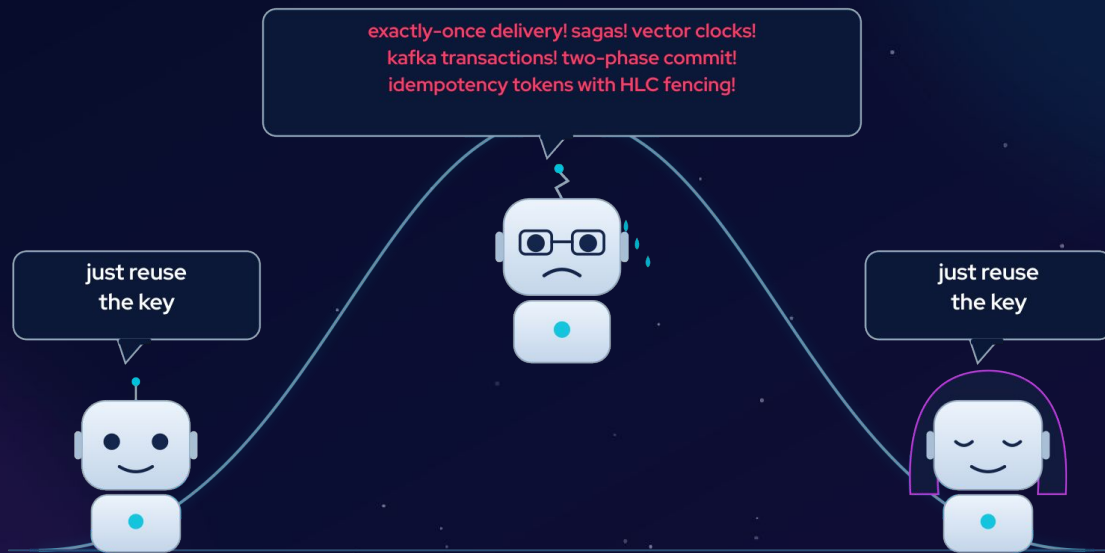 exactly-once delivery! sagas! vector clocks!
kafka transactions! two-phase commit!
idempotency tokens with HLC fencing!
just reuse
the key
just reuse
the key